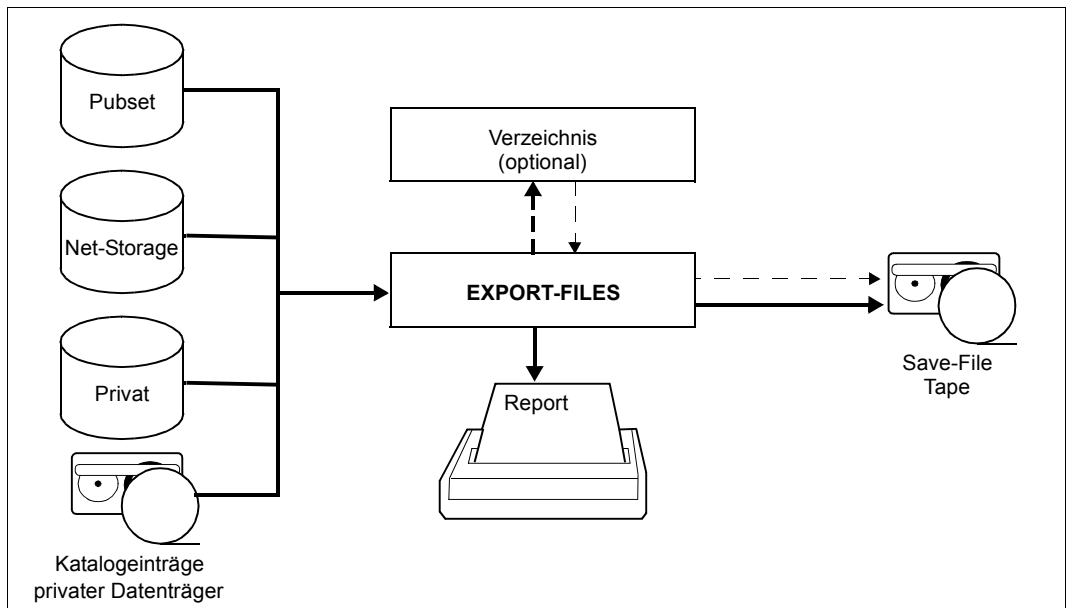 Pubset
Net-Storage
Privat
Katalogeinträge
privater Datenträger
Verzeichnis
(optional)
EXPORT-FILES
Report
Save-File
Tape